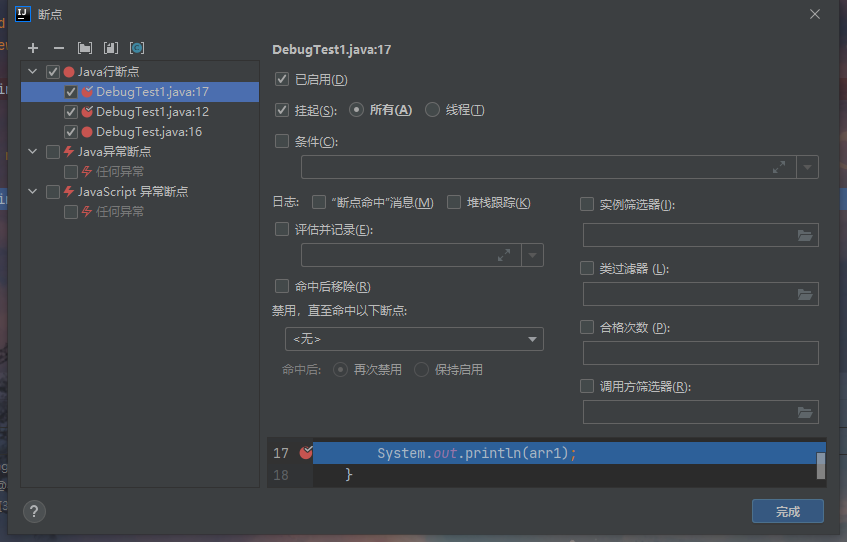 断点
Java行断点
DebugTest1.java:17
DebugTest1.java:12
DebugTest.java:16
Java异常断点
任何异常
JavaScript 异常断点
任何异常
DebugTest1.java:17
已启用(D)
挂起(S): 所有(A) 线程(T)
条件(C):
日志: “断点命中”消息(M) 堆栈跟踪(K)
评估并记录(E):
命中后移除(R)
禁用，直至命中以下断点:
<无>
命中后: 再次禁用 保持启用
实例筛选器(I):
类过滤器 (L):
合格次数 (P):
调用方筛选器(R):
17 System.out.println(arr1);
18 }
? 完成